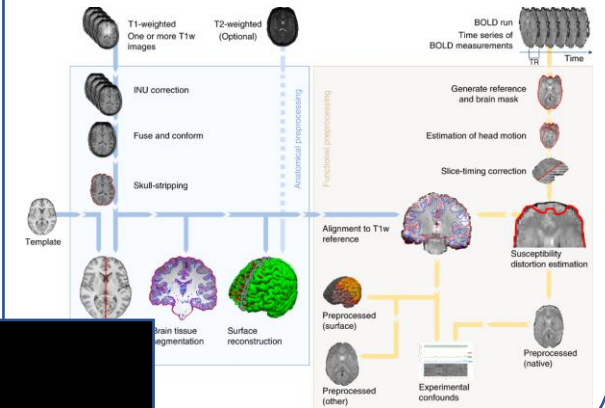 T1-weighted
One or more T1w
images
T2-weighted
(Optional)
BOLD run
Time series of
BOLD measurements
TR
Time
INU correction
Fuse and conform
Skull-stripping
Template
Brain tissue
segmentation
Surface
reconstruction
Anatomical preprocessing
Functional preprocessing
Generate reference
and brain mask
Estimation of head motion
Slice-timing correction
Alignment to T1w
reference
Susceptibility
distortion estimation
Preprocessed
(surface)
Preprocessed
(other)
Experimental
confounds
Preprocessed
(native)